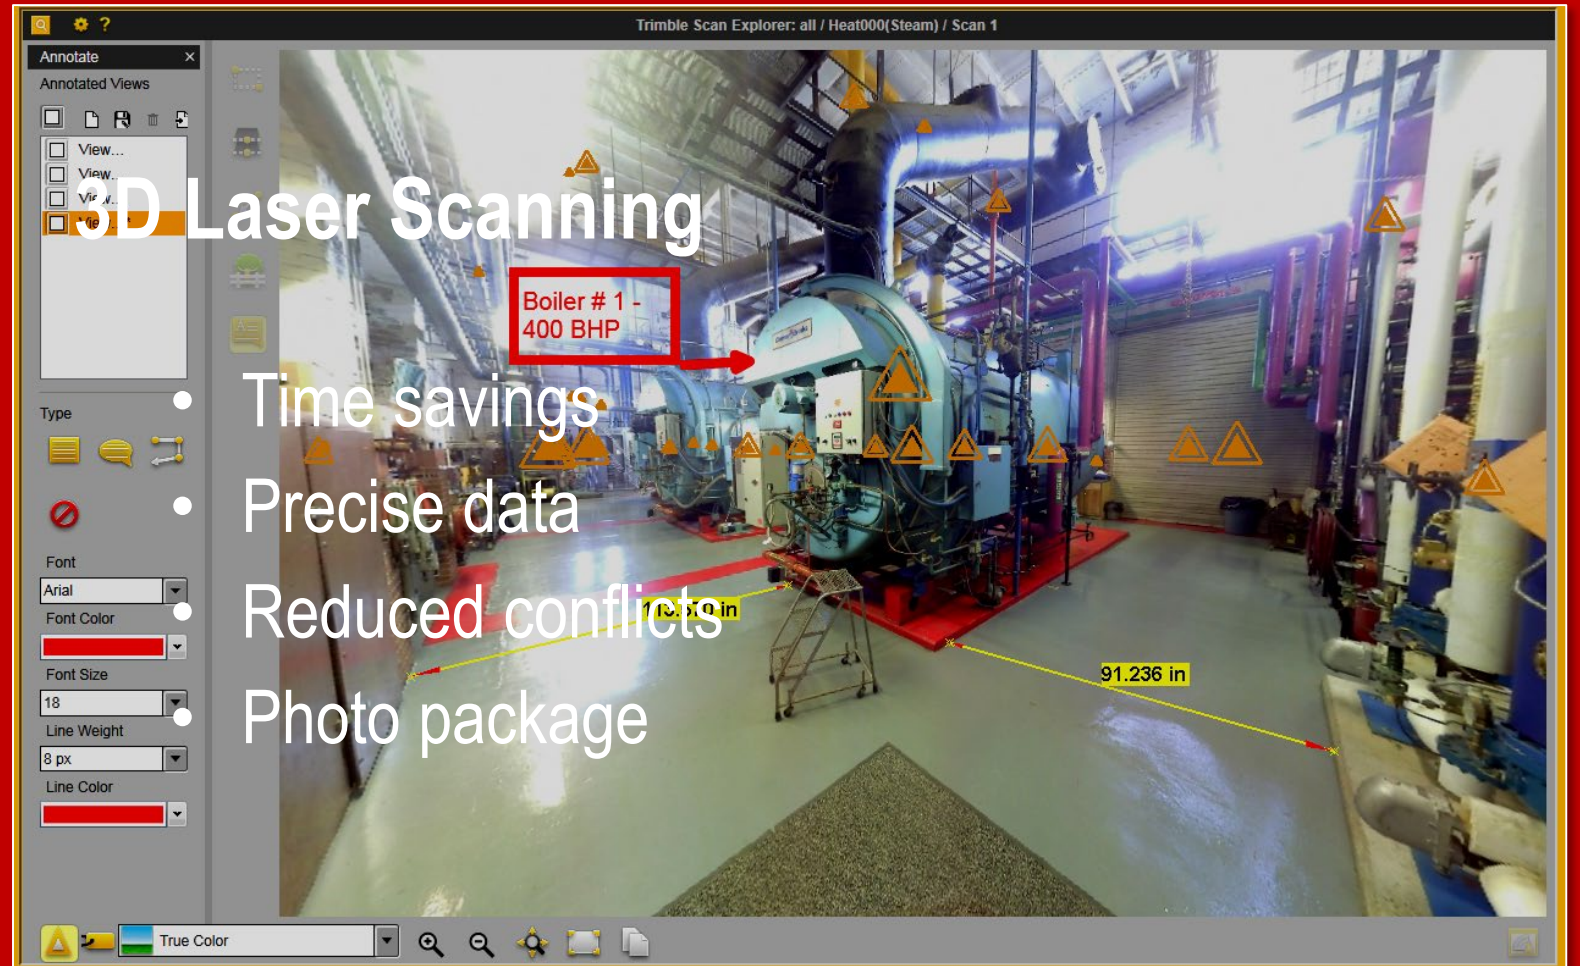 ?
Trimble Scan Explorer: all / Heat000(Steam) / Scan 1
Annotate
Annotated Views
View...
View...
View...
3D Laser Scanning
Boiler # 1 -
400 BHP
Type
• Time savings
• Precise data
• Reduced conflicts
• Photo package
91.236 in
Font
Arial
Font Color
Font Size
18
Line Weight
8 px
Line Color
True Color